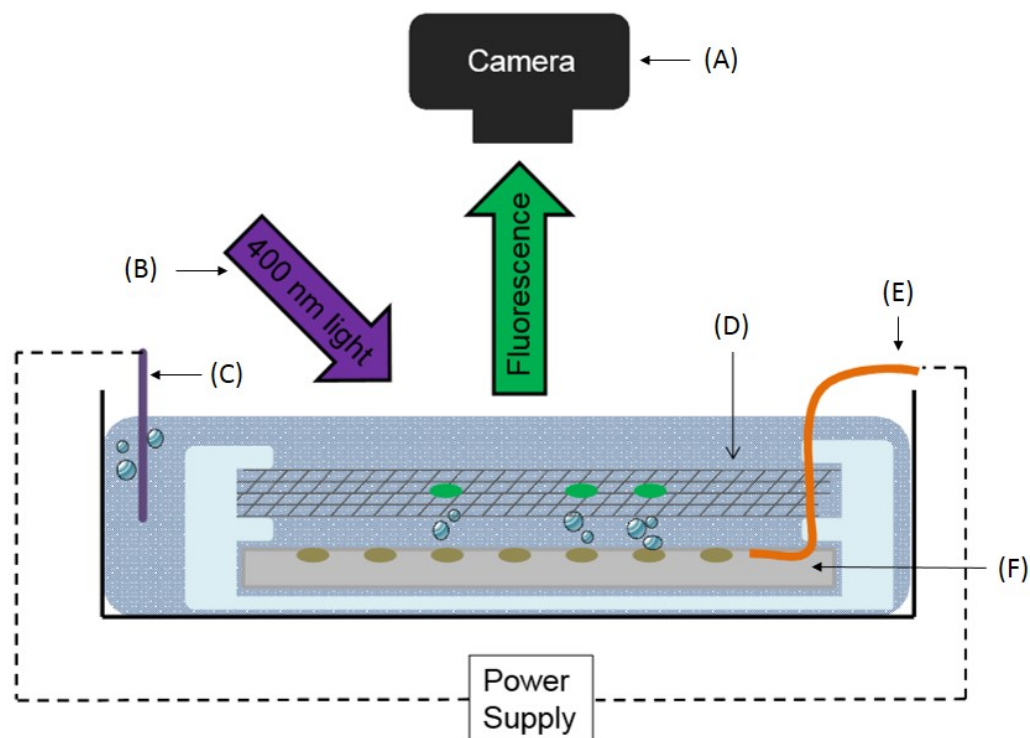 Camera
(A)
(B)
400 nm light
Fluorescence
(C)
(D)
(E)
(F)
Power
Supply